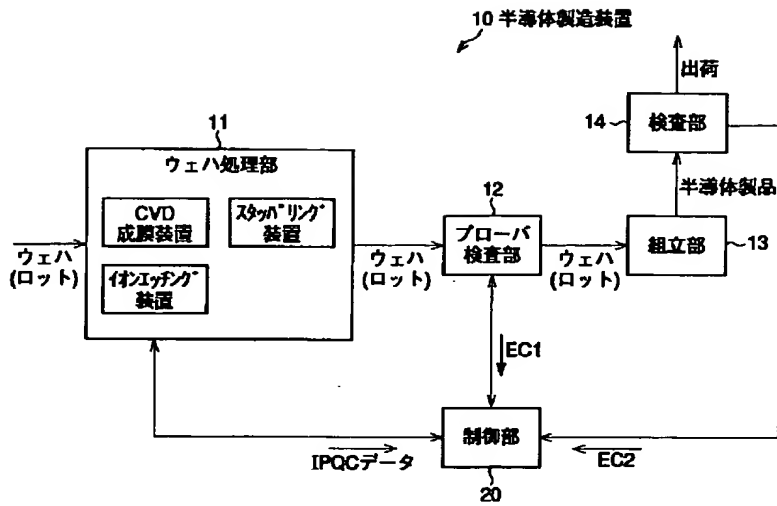 10 半導体製造装置
出荷
14
検査部
半導体製品
組立部
13
11
ウェハ処理部
CVD
成膜装置
スタッパリング
装置
イオンエッチング
装置
ウェハ
(ロット)
ウェハ
(ロット)
12
プローバ
検査部
ウェハ
(ロット)
EC1
制御部
20
IPQCデータ
EC2